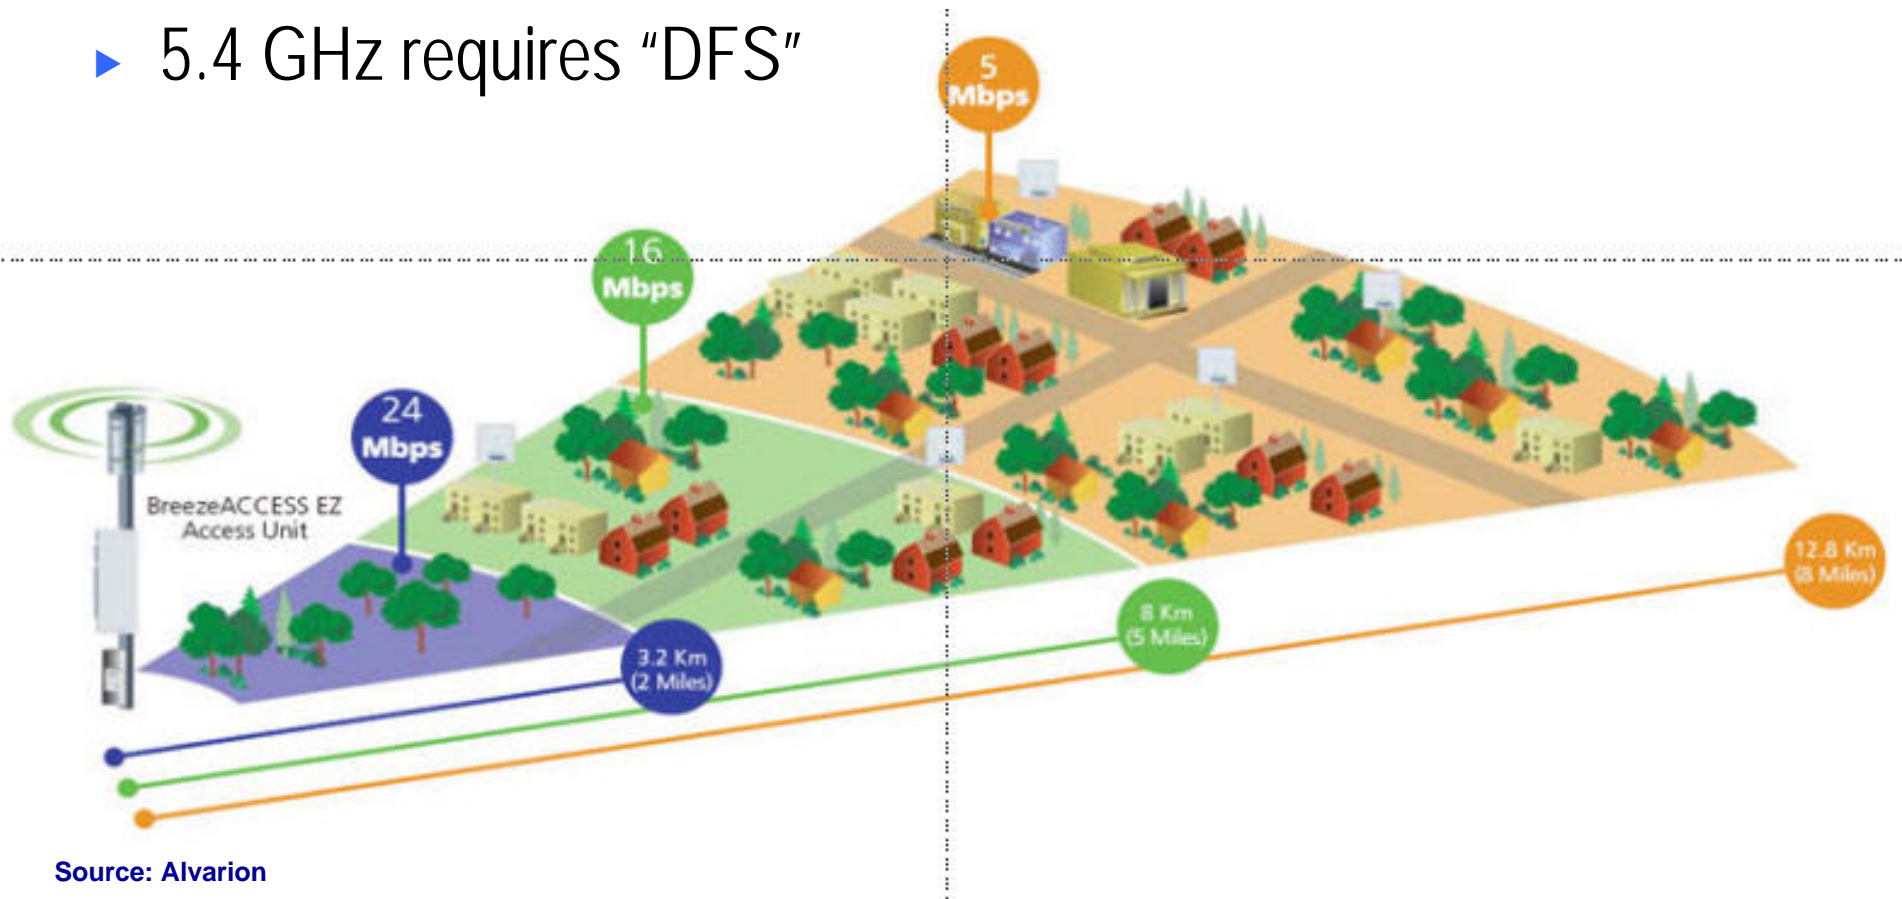 5.4 GHz requires “DFS”
5
Mbps
16
Mbps
24
Mbps
BreezeACCESS EZ
Access Unit
12.8 Km
(8 Miles)
8 Km
(5 Miles)
3.2 Km
(2 Miles)
Source: Alvarion